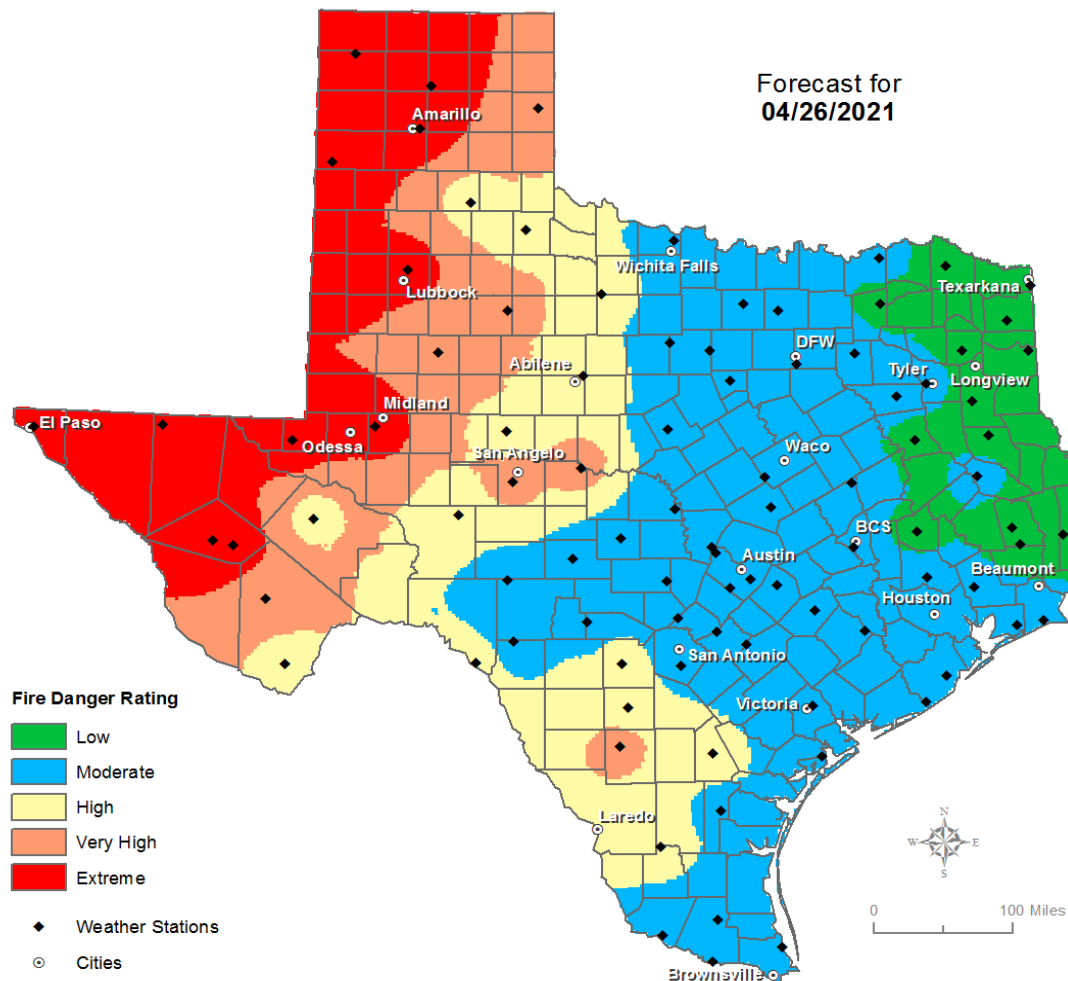 Forecast for
04/26/2021
Amarillo
Wichita Falls
Lubbock
Texarkana
DFW
Abilene
Tyler
Longview
Midland
El Paso
Odessa
San Angelo
Waco
BCS
Austin
Beaumont
Houston
San Antonio
Victoria
Laredo
Brownsville
Fire Danger Rating
Low
Moderate
High
Very High
Extreme
Weather Stations
Cities
N
W E
S
0 100 Miles